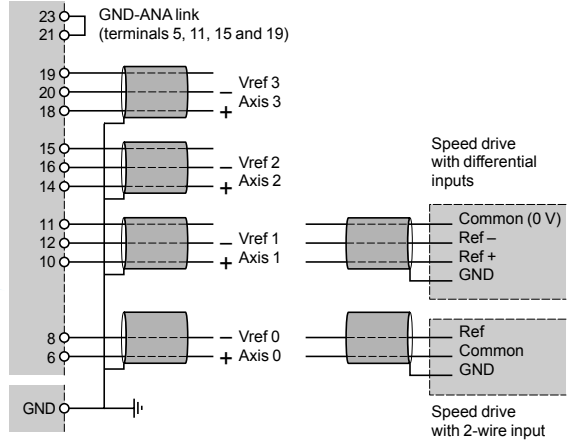 23 GND-ANA link
21 (terminals 5, 11, 15 and 19)
19
20 – Vref 3
18 + Axis 3
15
16 – Vref 2
14 + Axis 2
Speed drive
with differential
inputs
11 Common (0 V)
12 – Vref 1 Ref –
10 + Axis 1 Ref +
GND
8 – Vref 0 Ref
6 + Axis 0 Common
GND
GND
Speed drive
with 2-wire input